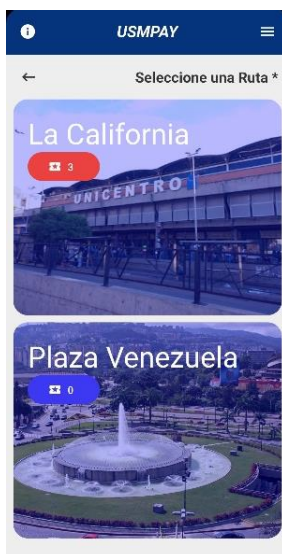 USMPAY
Seleccione una Ruta *
La California
3
UNICENTRO
Plaza Venezuela
0